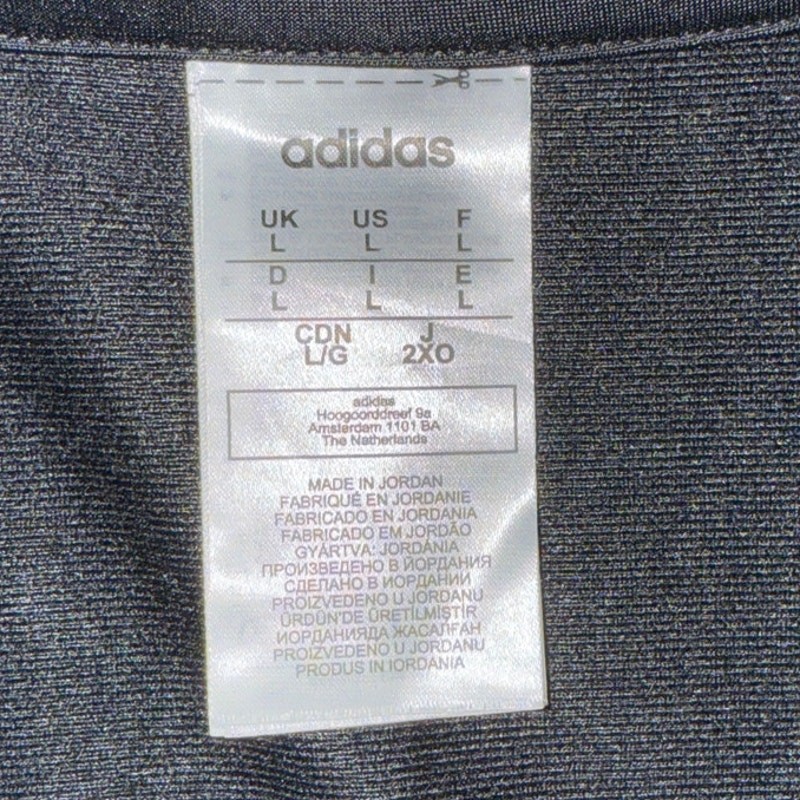 adidas
UK US F
L L L
D I E
L L L
CDN J
L/G 2XO
adidas
Hoogoorddreef 9a
Amsterdam 1101 BA
The Netherlands
MADE IN JORDAN
FABRIQUÉ EN JORDANIE
FABRICADO EN JORDANIA
FABRICADO EM JORDÃO
GYÁRTVA: JORDÁNIA
ПРОИЗВЕДЕНО В ЙОРДАНИЯ
СДЕЛАНО В ИОРДАНИИ
PROIZVEDENO U JORDANU
ÜRDÜN'DE ÜRETİLMİŞTİR
ИОРДАНИЯДА ЖАСАЛҒАН
PROIZVEDENO U JORDANU
PRODUS IN IORDANIA